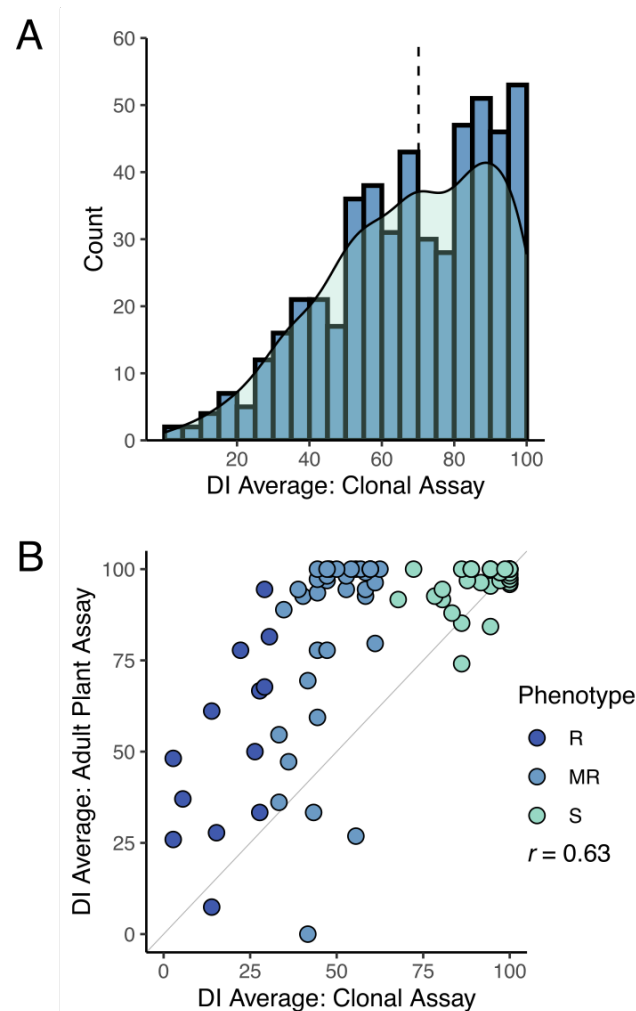 A
60
50
40
30
20
10
0
Count
20 40 60 80 100
DI Average: Clonal Assay
B
100
75
50
25
0
DI Average: Adult Plant Assay
Phenotype
R
MR
S
r = 0.63
0 25 50 75 100
DI Average: Clonal Assay